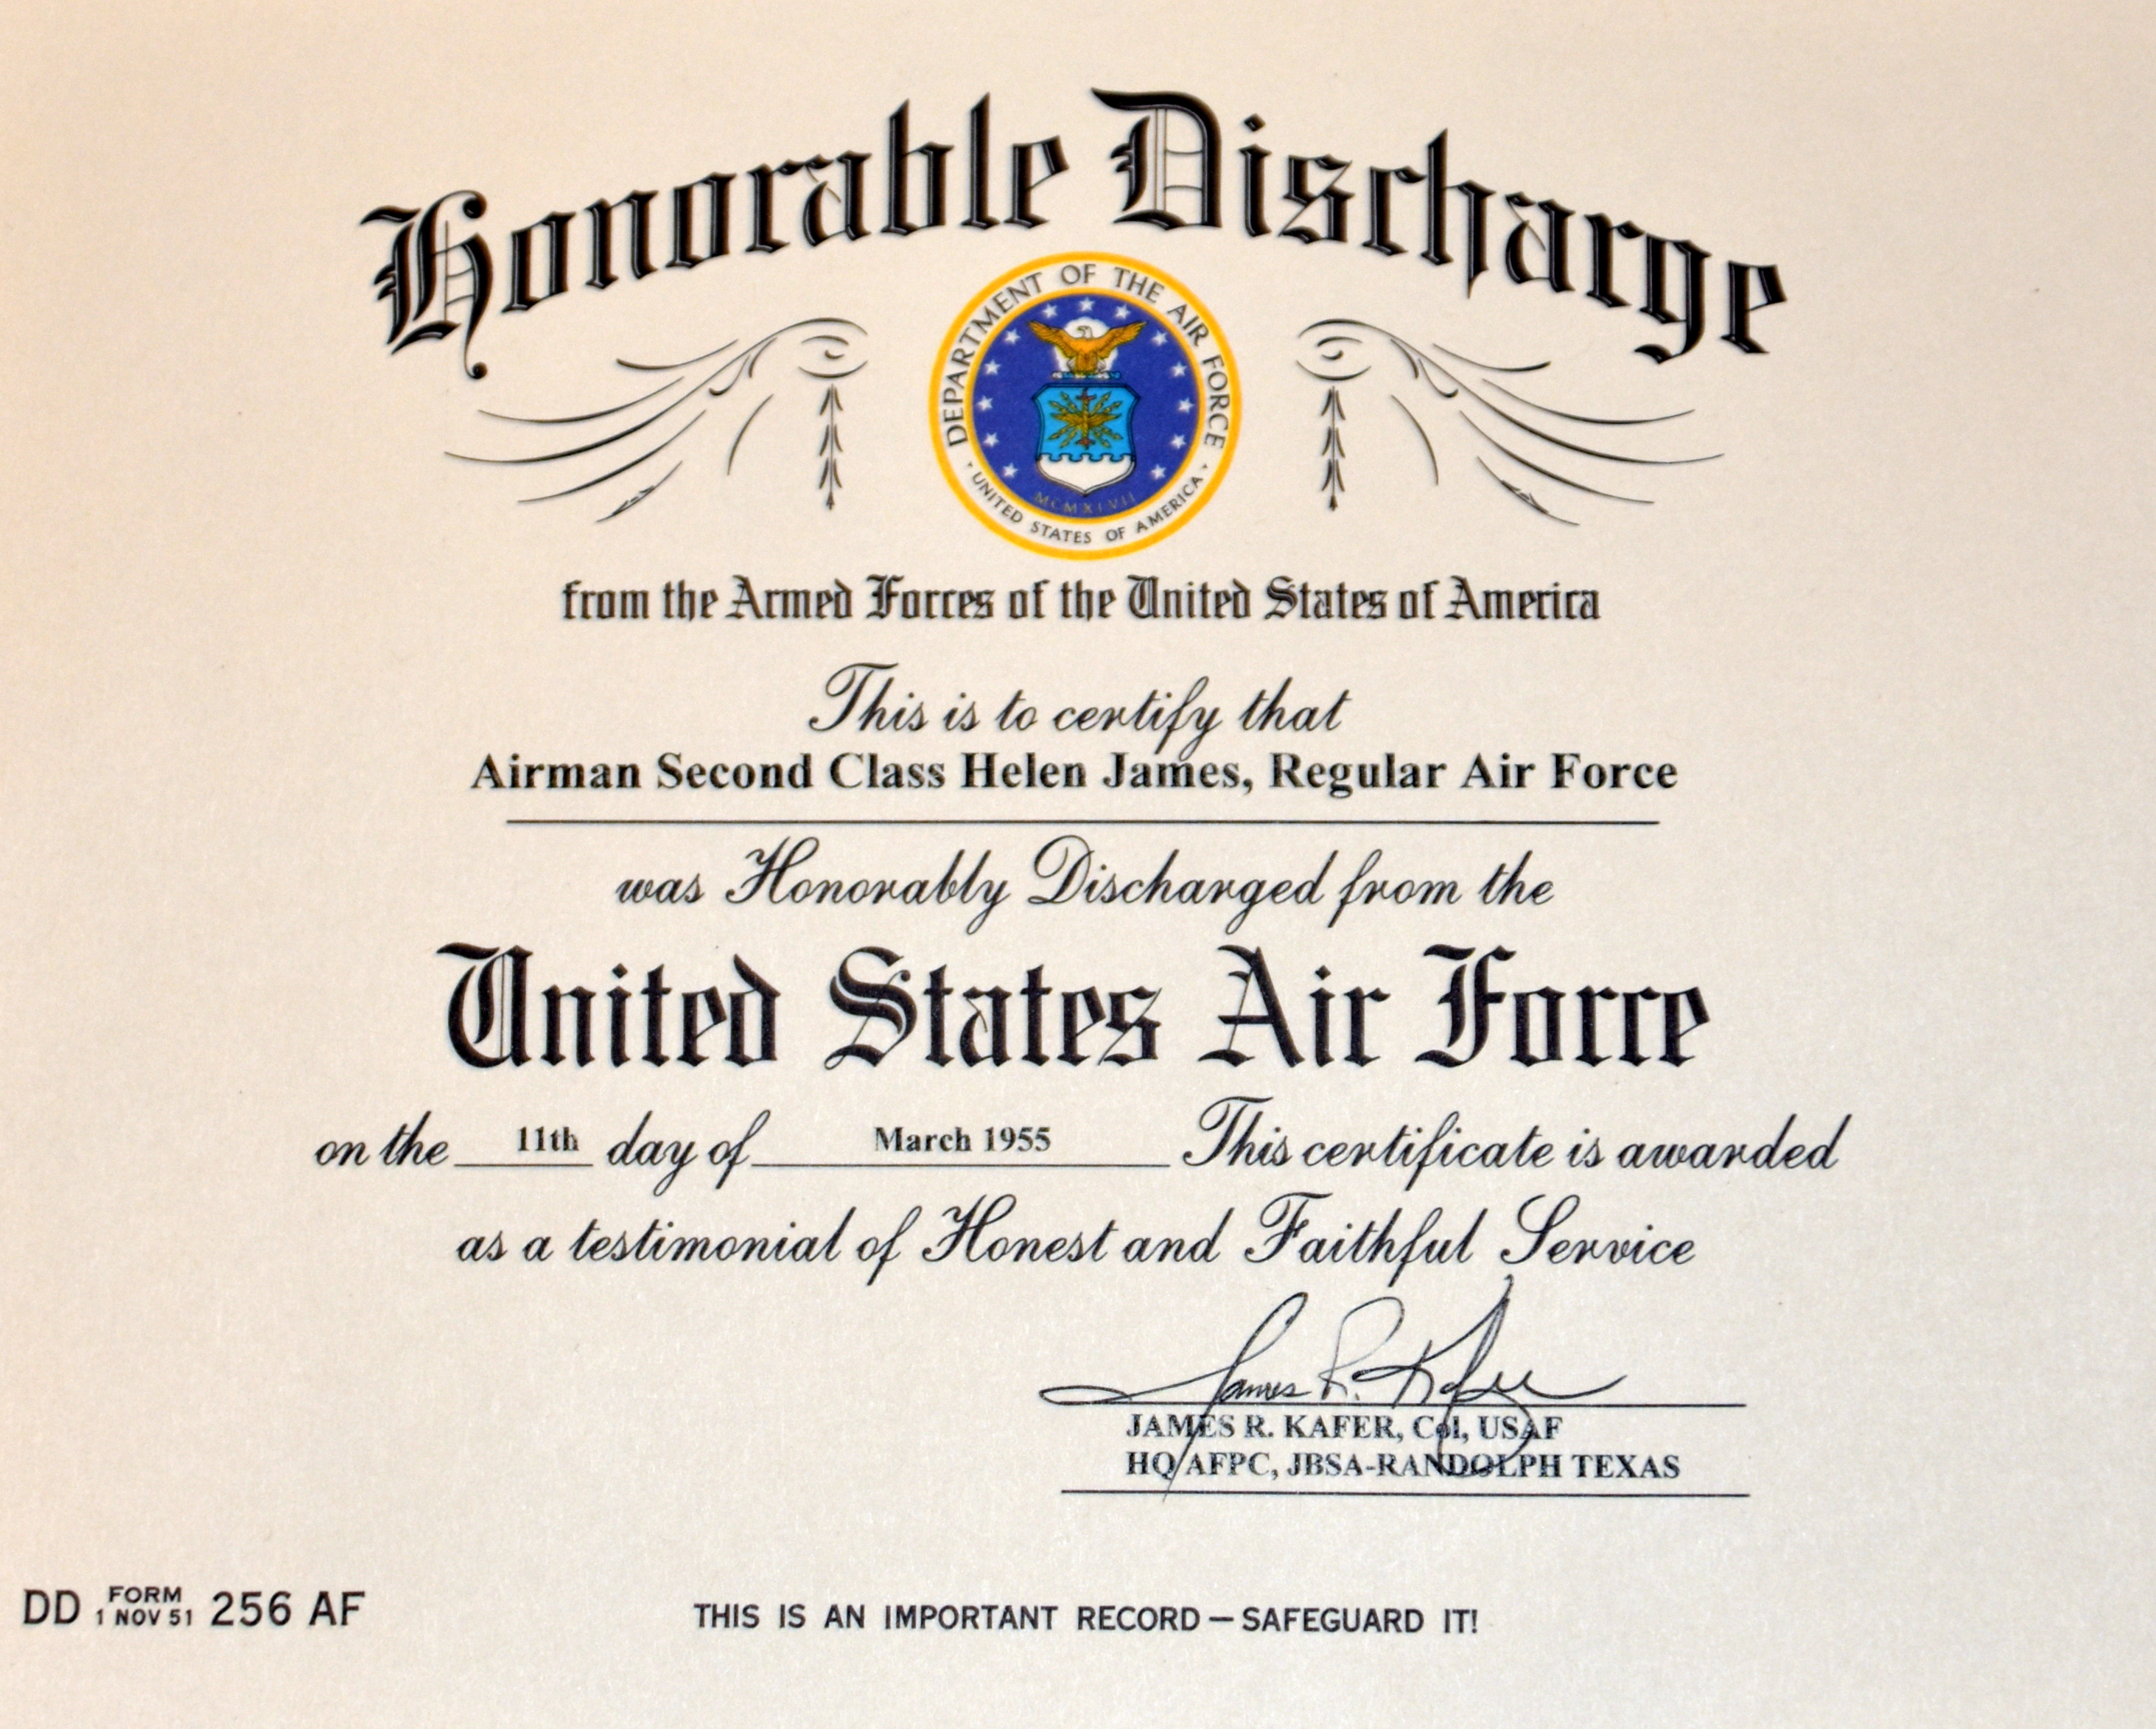 Honorable Discharge
DEPARTMENT OF THE AIR FORCE
MCMXLVII
· UNITED STATES OF AMERICA ·
from the Armed Forces of the United States of America
This is to certify that
Airman Second Class Helen James, Regular Air Force
was Honorably Discharged from the
United States Air Force
on the 11th day of March 1955 This certificate is awarded
as a testimonial of Honest and Faithful Service
James R. Kafer
JAMES R. KAFER, Col, USAF
HQ AFPC, JBSA-RANDOLPH TEXAS
DD FORM 1 NOV 51 256 AF THIS IS AN IMPORTANT RECORD — SAFEGUARD IT!